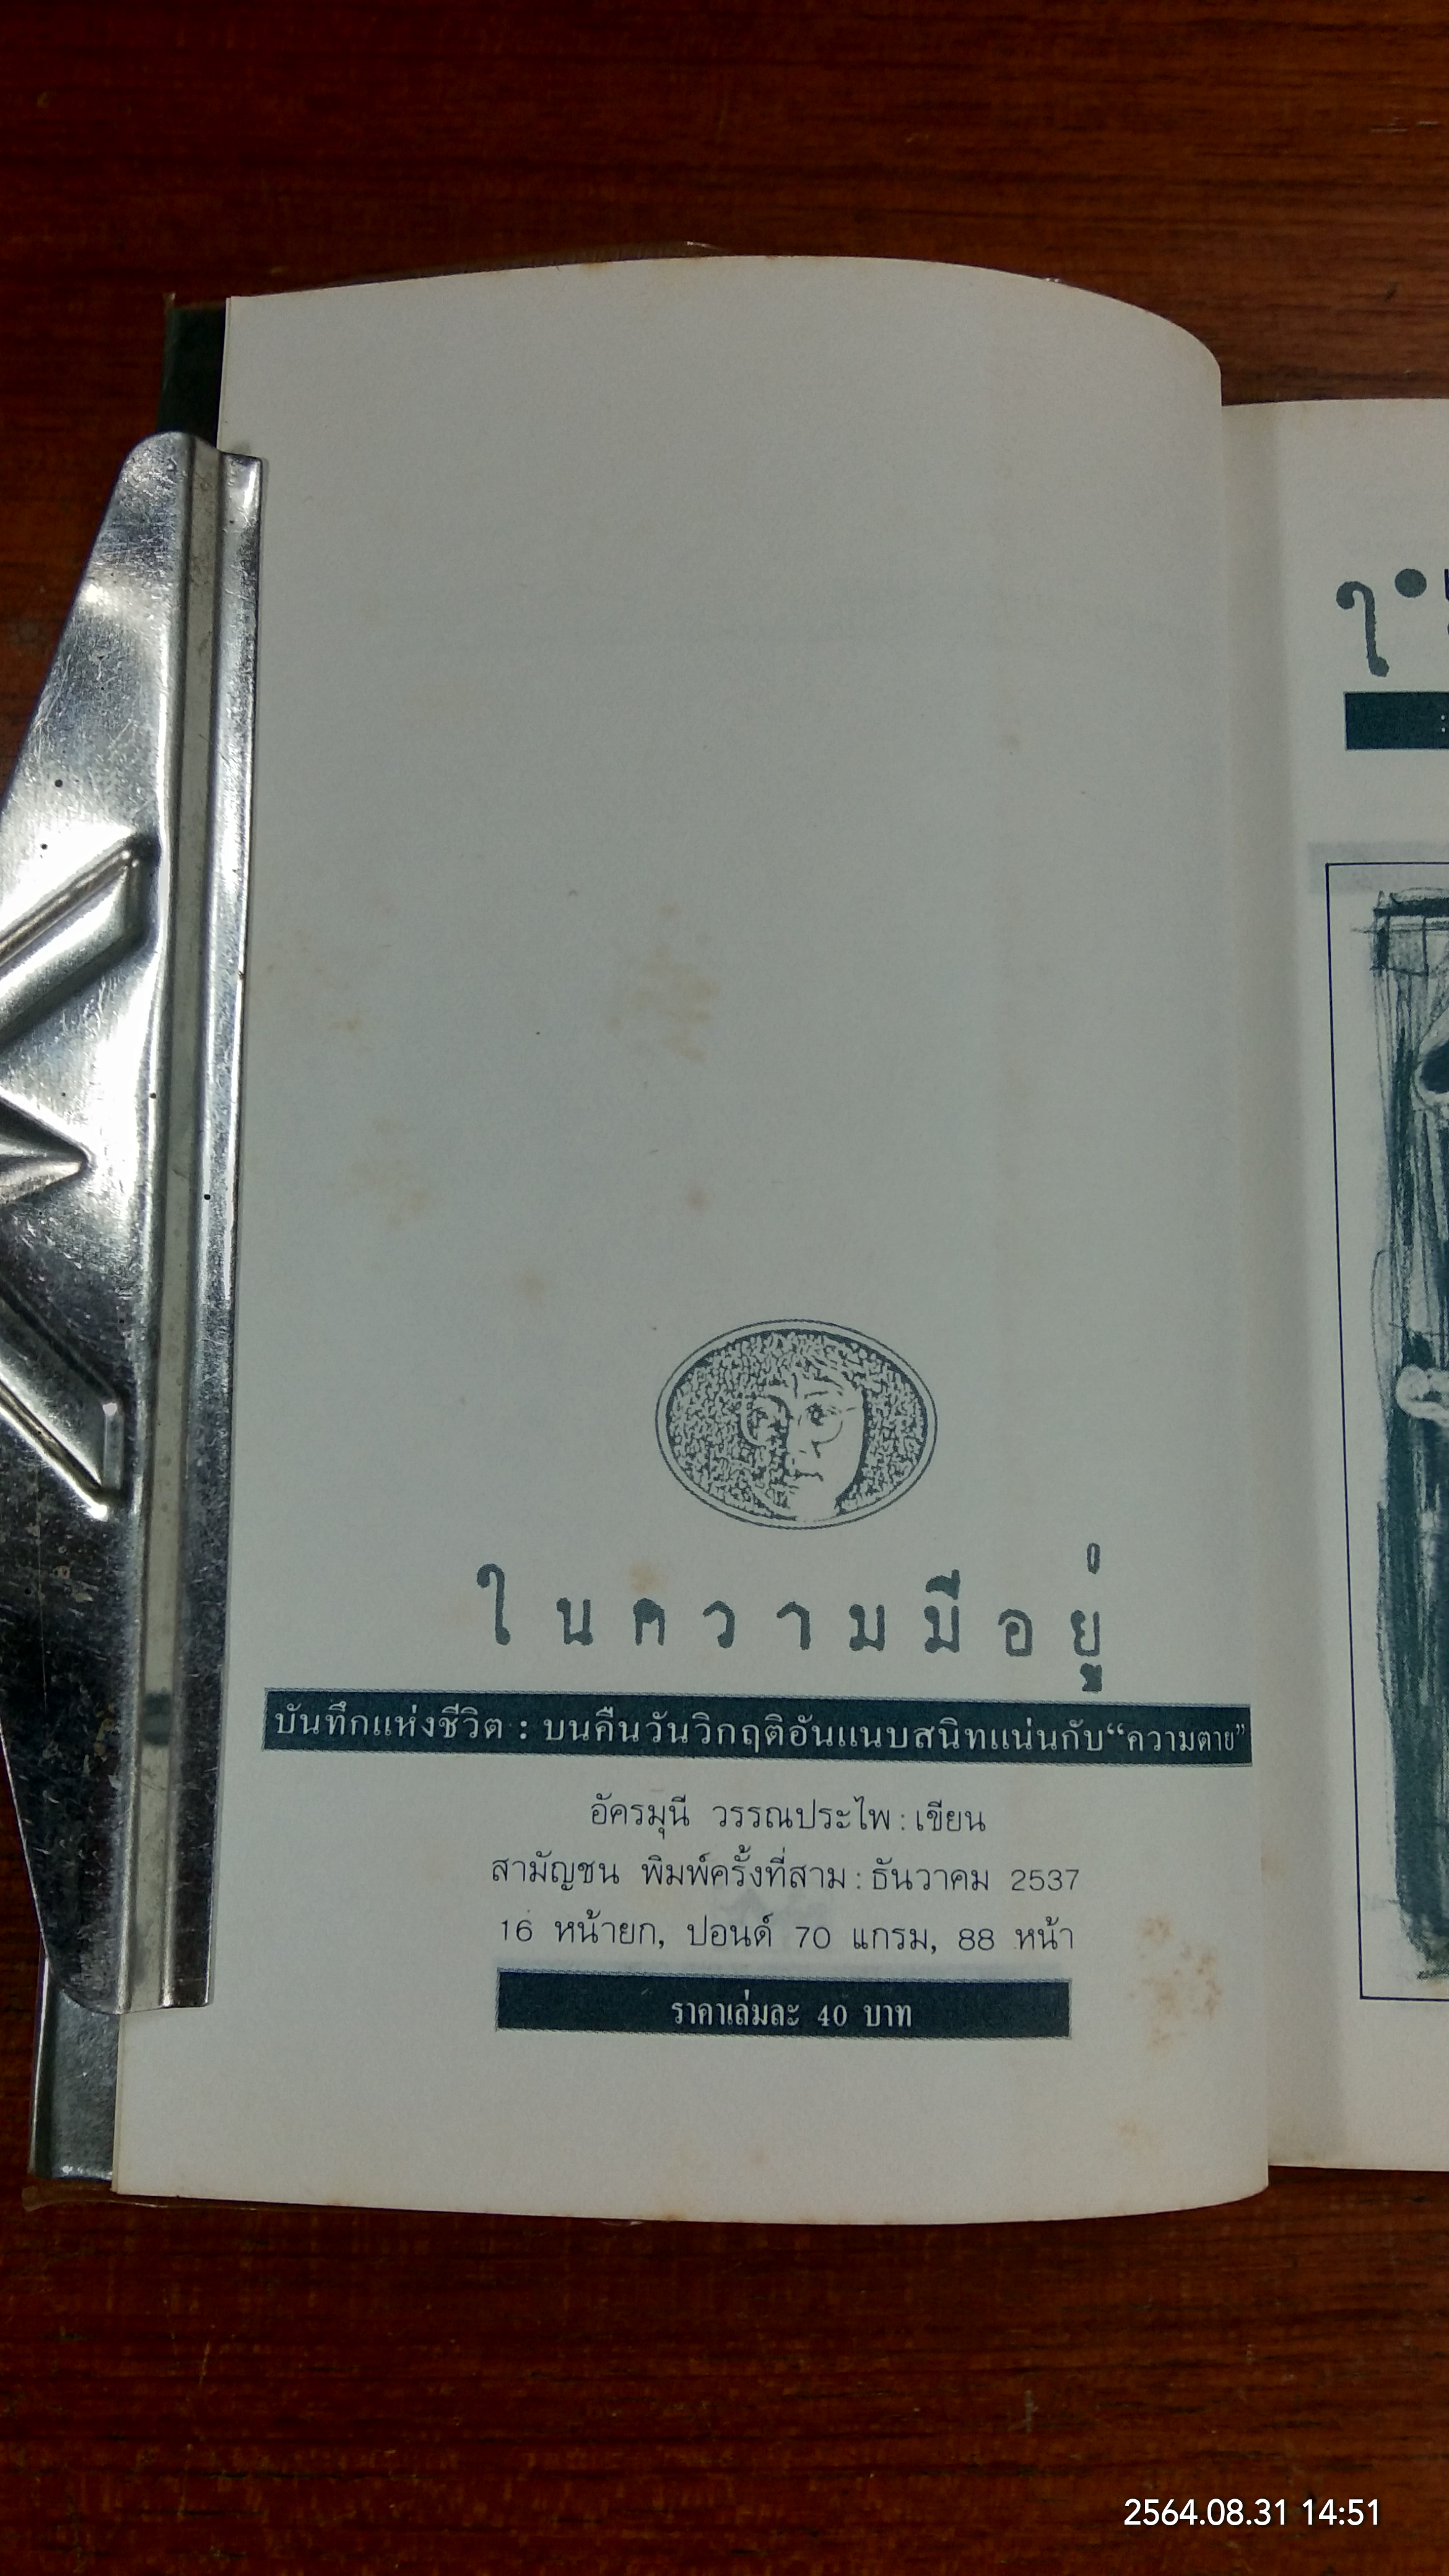 ในความมีอยู่
บันทึกแห่งชีวิต : บนคืนวันวิกฤติอันแนบสนิทแน่นกับ“ความตาย”
อัครมุนี วรรณประไพ : เขียน
สามัญชน พิมพ์ครั้งที่สาม : ธันวาคม 2537
16 หน้ายก, ปอนด์ 70 แกรม, 88 หน้า
ราคาเล่มละ 40 บาท
ใ
2564.08.31 14:51